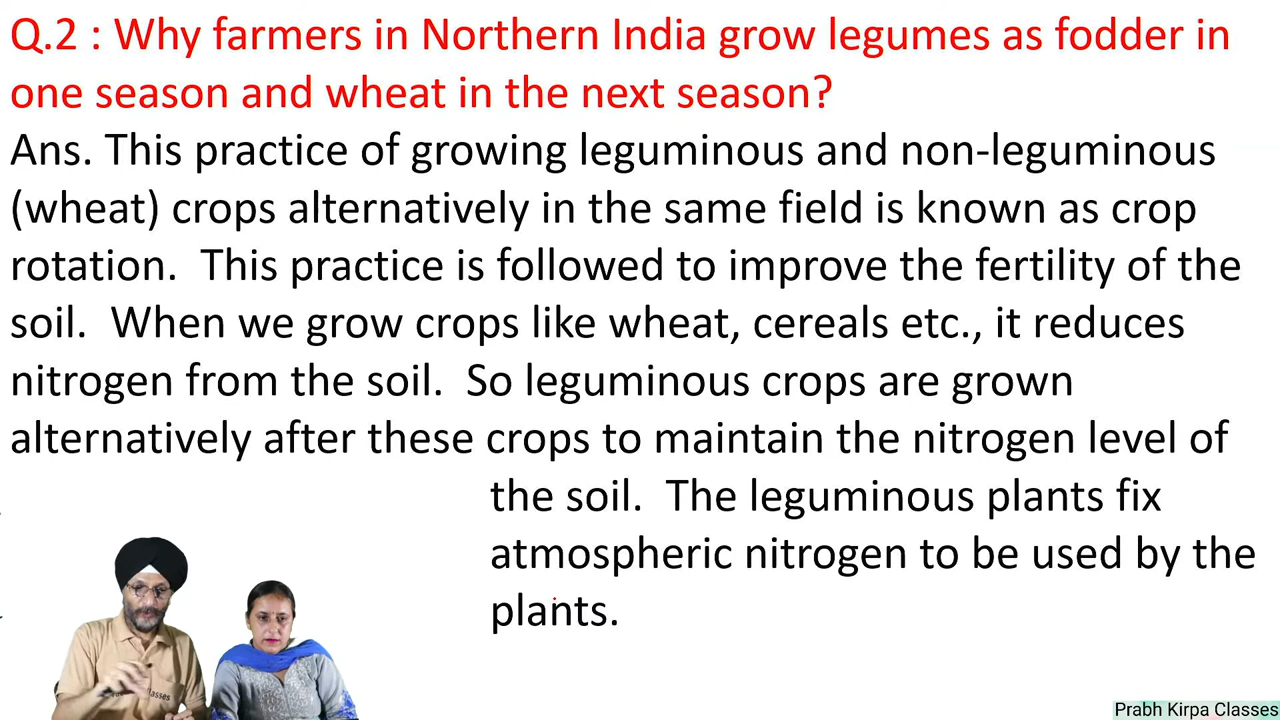 Q.2 : Why farmers in Northern India grow legumes as fodder in
one season and wheat in the next season?
Ans. This practice of growing leguminous and non-leguminous
(wheat) crops alternatively in the same field is known as crop
rotation.  This practice is followed to improve the fertility of the
soil.  When we grow crops like wheat, cereals etc., it reduces
nitrogen from the soil.  So leguminous crops are grown
alternatively after these crops to maintain the nitrogen level of
the soil.  The leguminous plants fix
atmospheric nitrogen to be used by the
plants.
Prabh Kirpa Classes